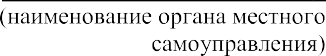 (наименование органа местного
самоуправления)